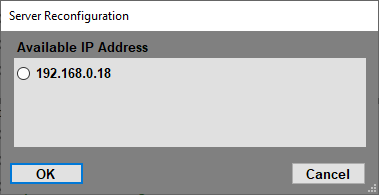 Server Reconfiguration
Available IP Address
192.168.0.18
OK
Cancel